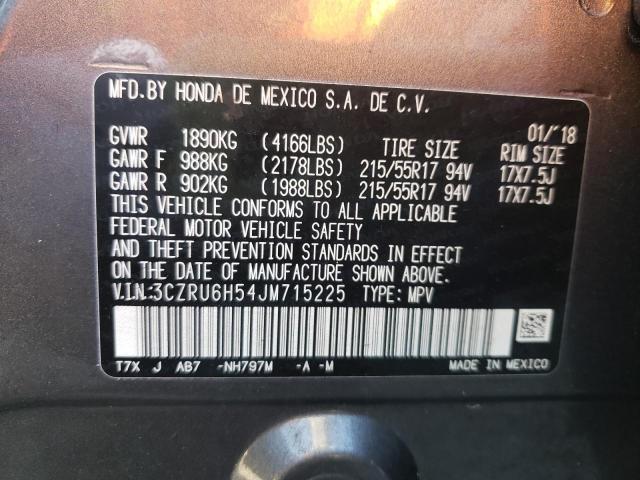 MFD.BY HONDA DE MEXICO S.A. DE C.V.
01/'18
GVWR 1890KG (4166LBS) TIRE SIZE RIM SIZE
GAWR F 988KG (2178LBS) 215/55R17 94V 17X7.5J
GAWR R 902KG (1988LBS) 215/55R17 94V 17X7.5J
THIS VEHICLE CONFORMS TO ALL APPLICABLE
FEDERAL MOTOR VEHICLE SAFETY
AND THEFT PREVENTION STANDARDS IN EFFECT
ON THE DATE OF MANUFACTURE SHOWN ABOVE.
V.I.N.:3CZRU6H54JM715225 TYPE: MPV
T7X J AB7 -NH797M -A -M MADE IN MEXICO